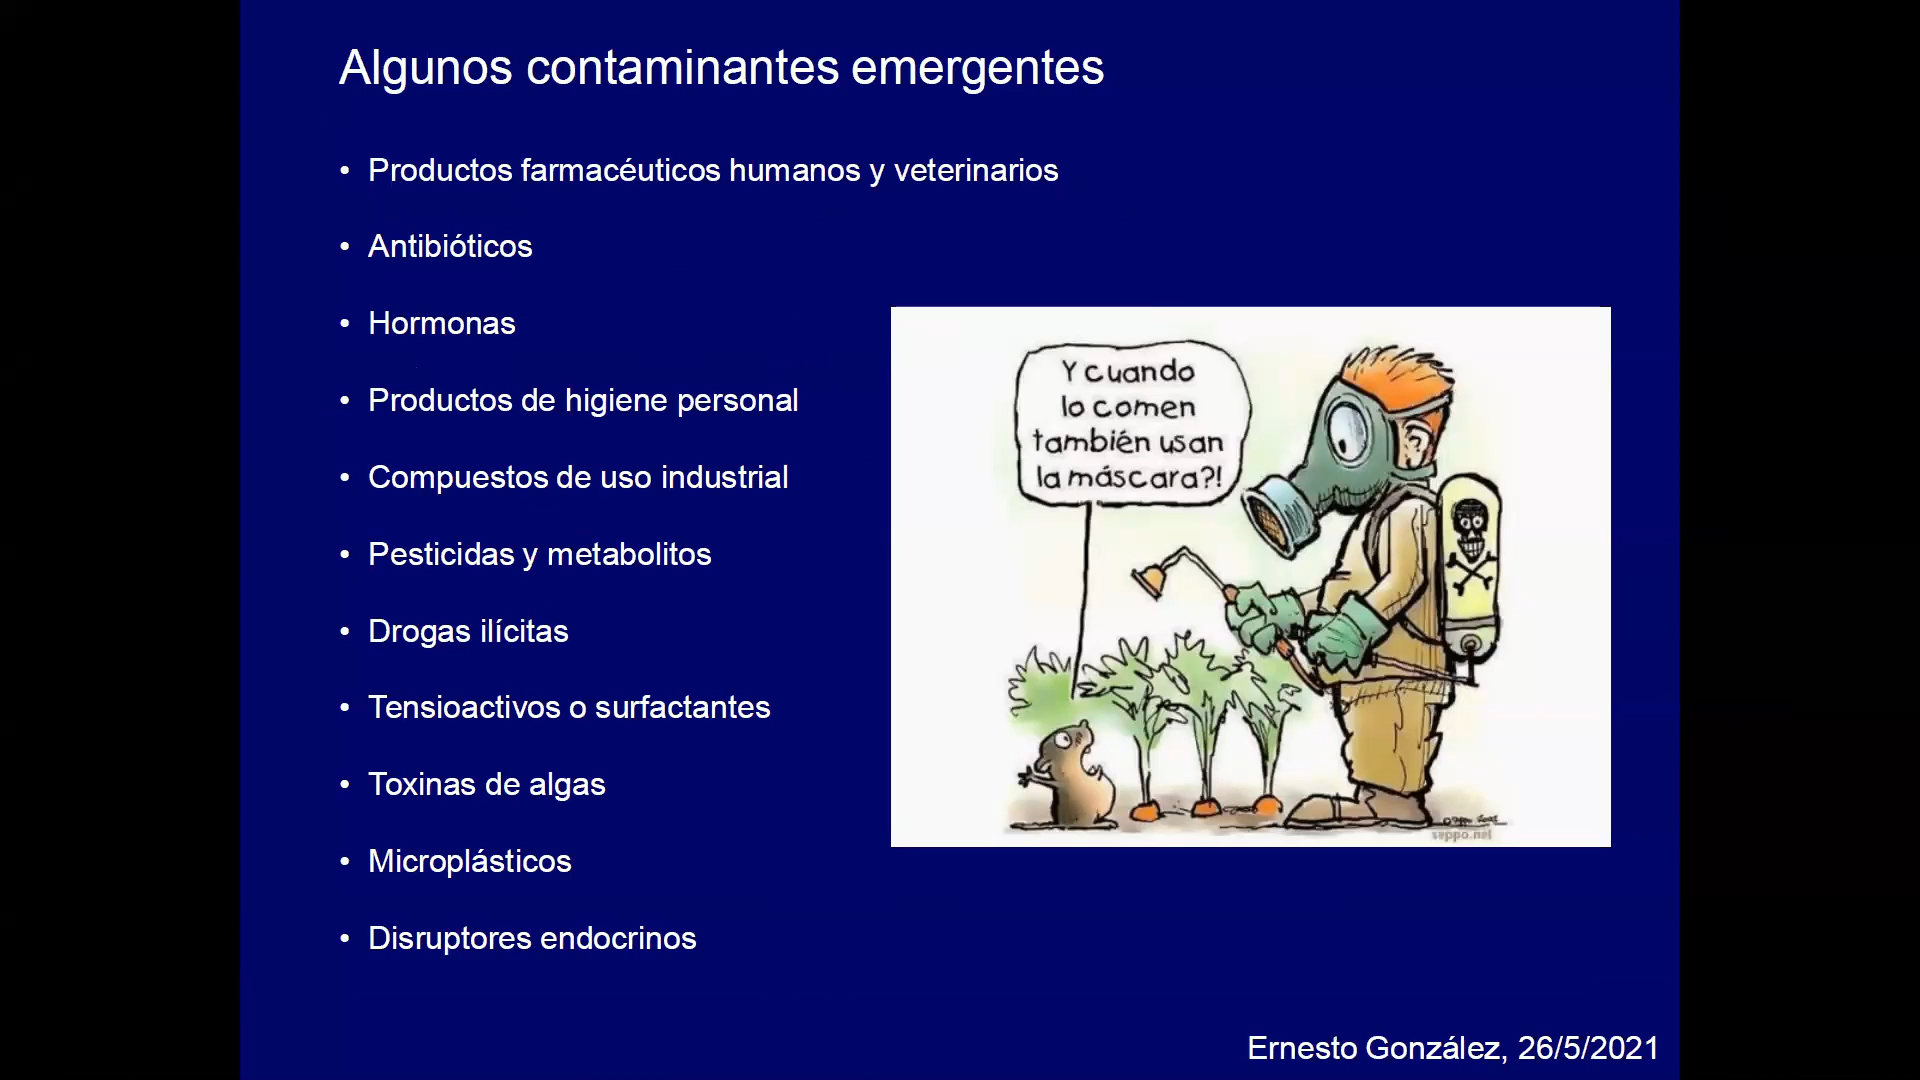 Algunos contaminantes emergentes
• Productos farmacéuticos humanos y veterinarios
• Antibióticos
• Hormonas
• Productos de higiene personal
• Compuestos de uso industrial
• Pesticidas y metabolitos
• Drogas ilícitas
• Tensioactivos o surfactantes
• Toxinas de algas
• Microplásticos
• Disruptores endocrinos
Y cuando
lo comen
también usan
la máscara?!
seppo.net
Ernesto González, 26/5/2021